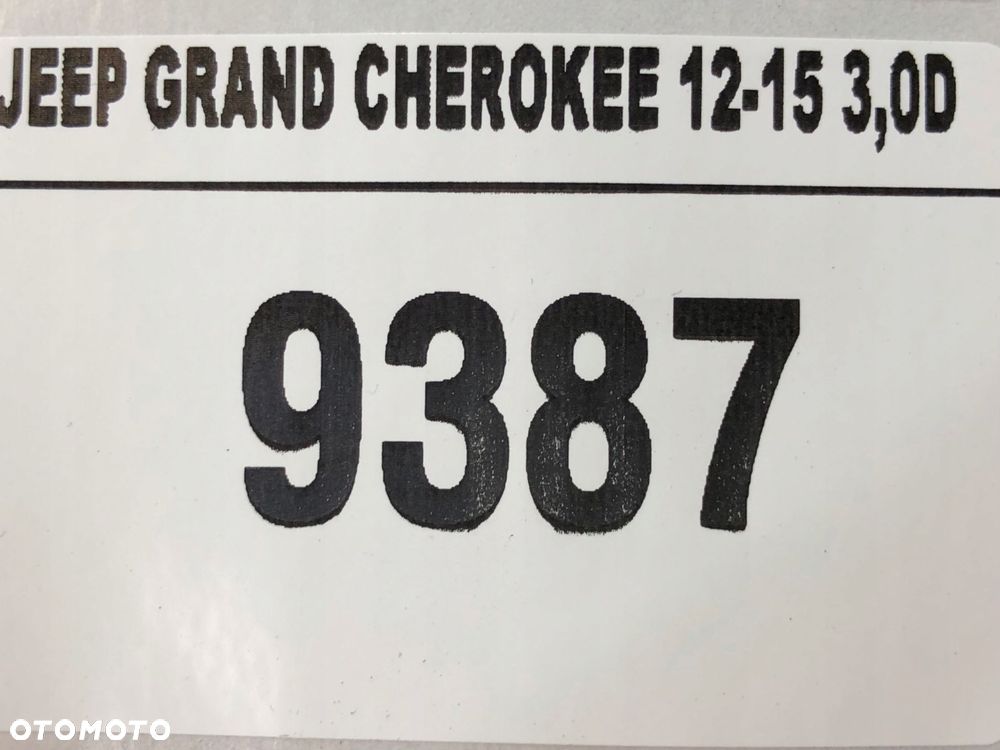 JEEP GRAND CHEROKEE 12-15 3,0D
9387
OTOMOTO